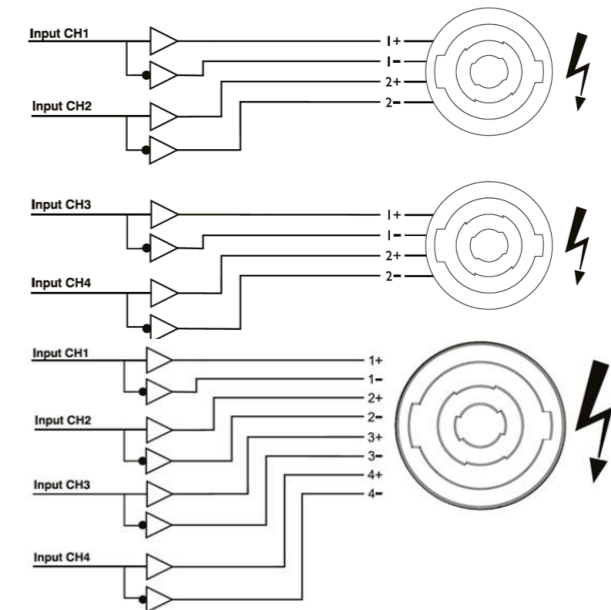 Input CH1
1+
1-
Input CH2
2+
2-
Input CH3
1+
1-
Input CH4
2+
2-
Input CH1
1+
1-
Input CH2
2+
2-
Input CH3
3+
3-
Input CH4
4+
4-